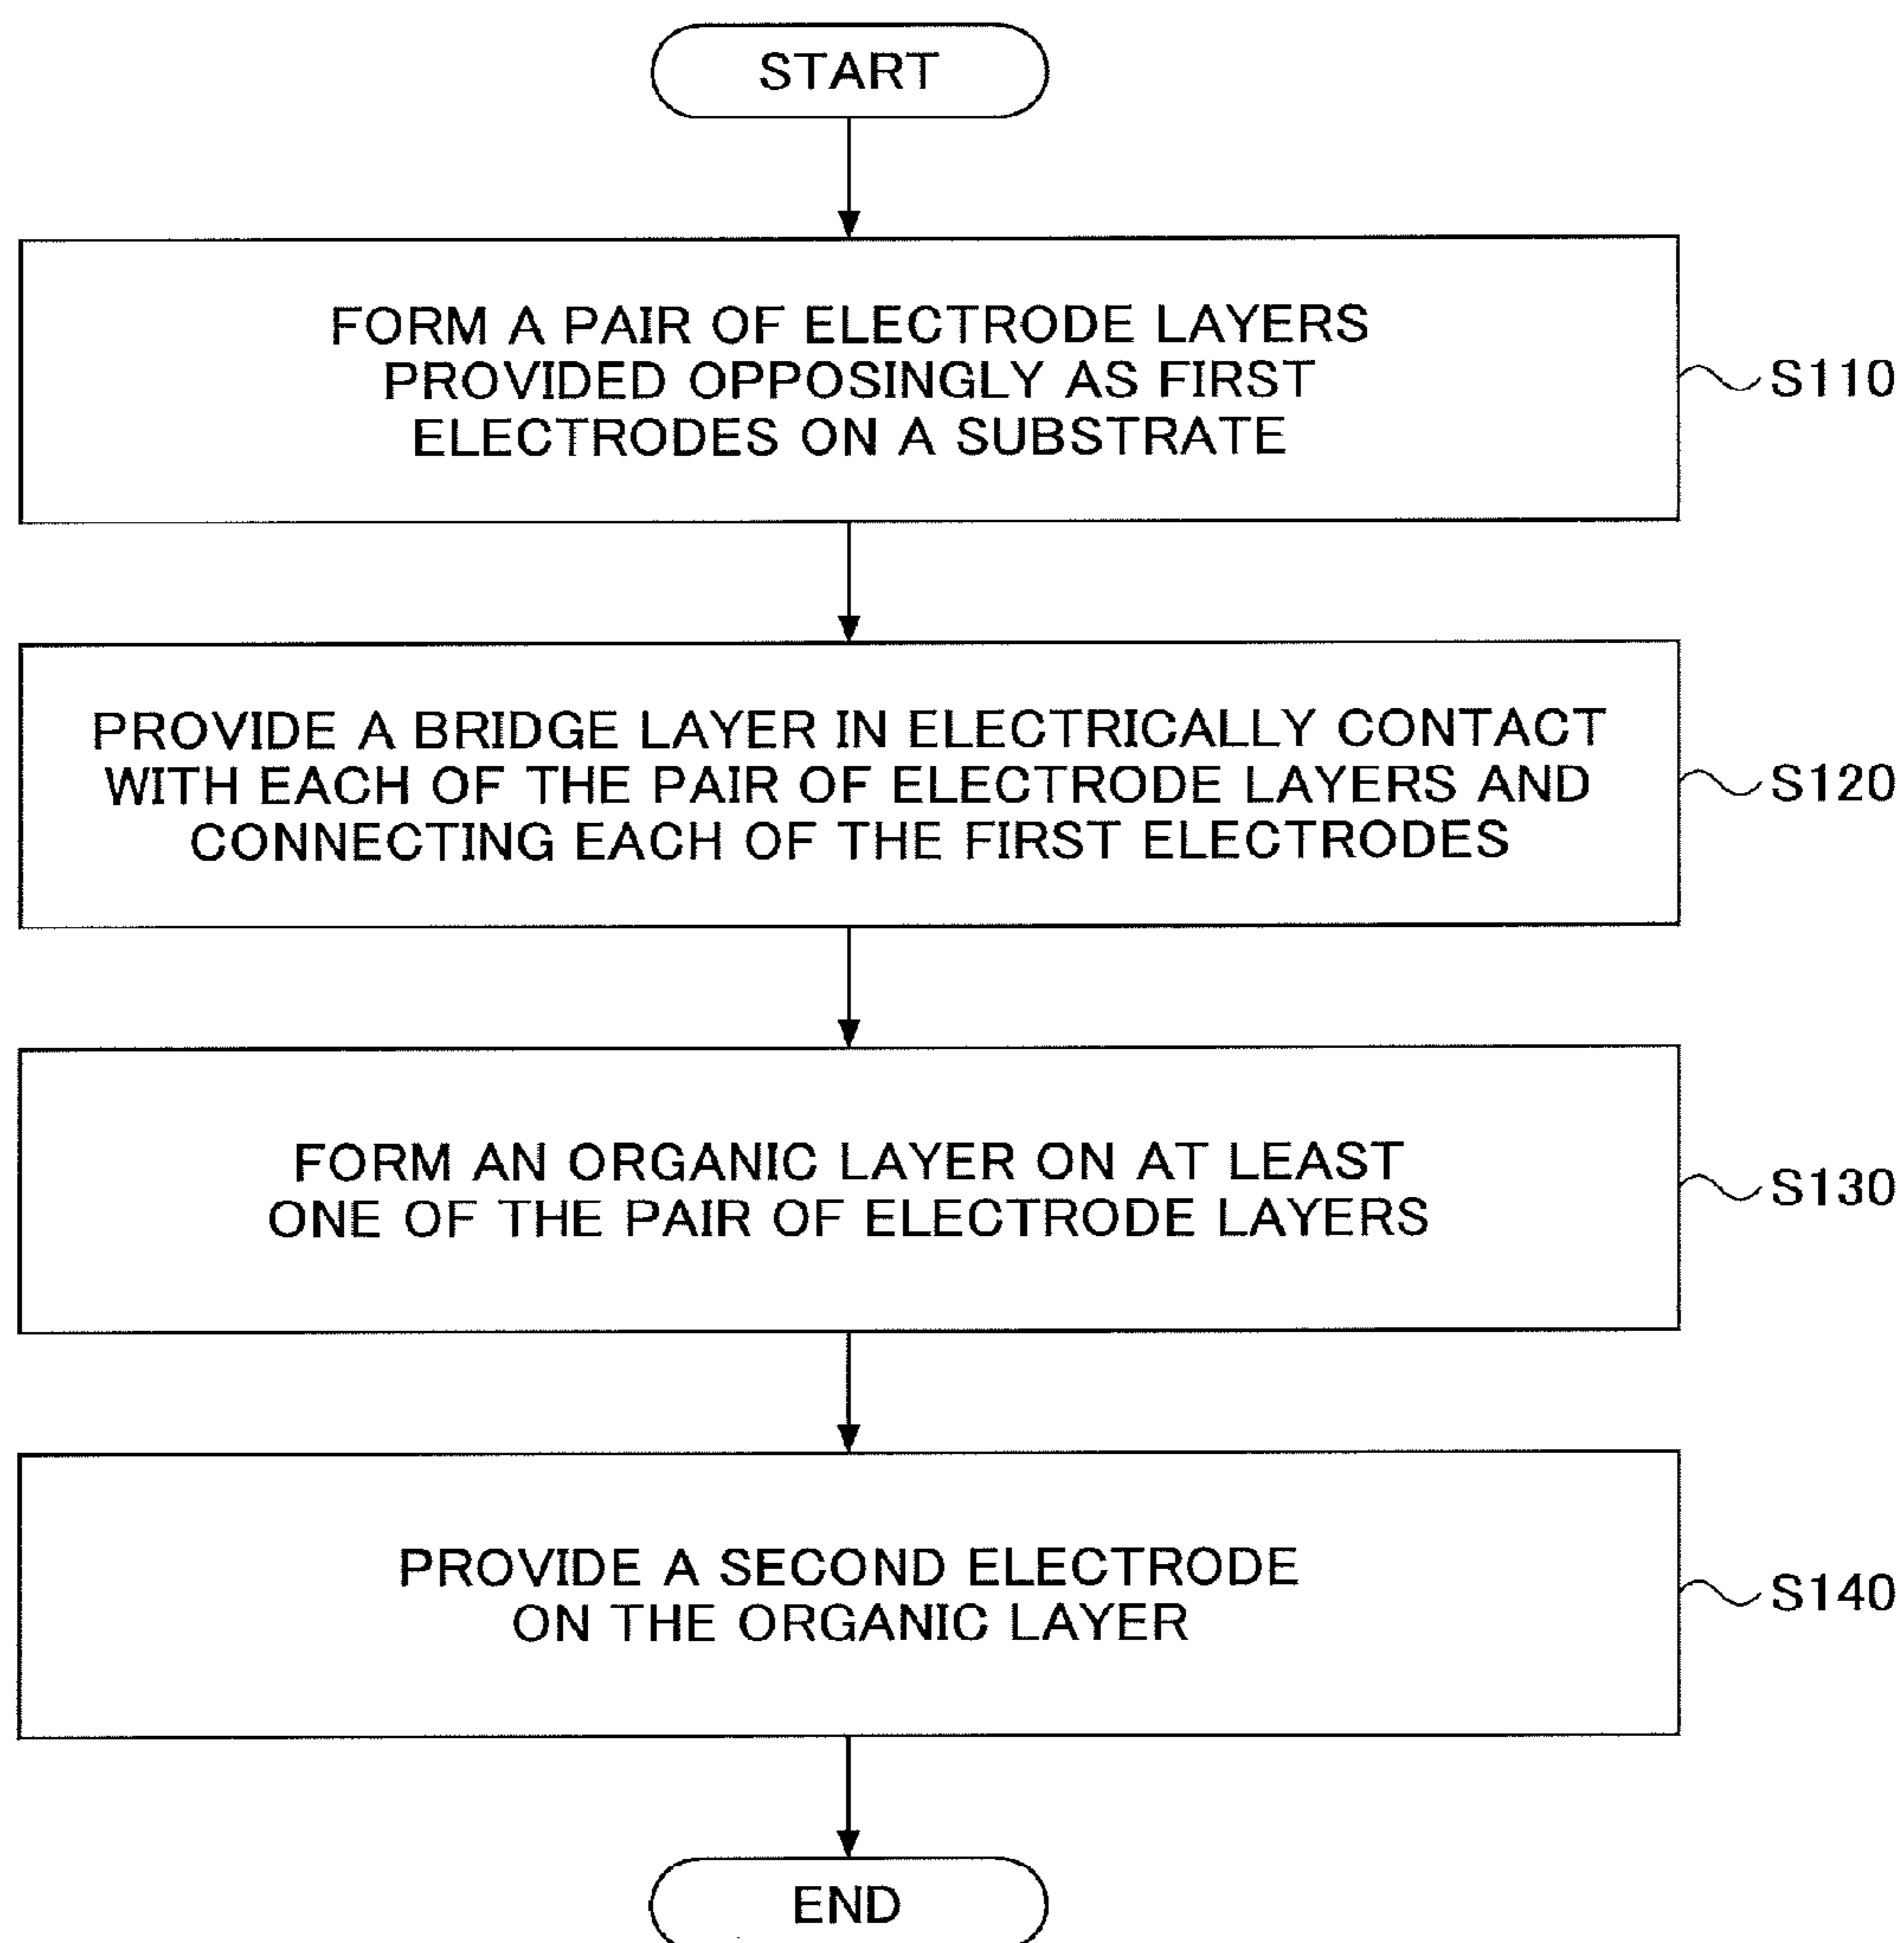 START
FORM A PAIR OF ELECTRODE LAYERS
PROVIDED OPPOSINGLY AS FIRST
ELECTRODES ON A SUBSTRATE
S110
PROVIDE A BRIDGE LAYER IN ELECTRICALLY CONTACT
WITH EACH OF THE PAIR OF ELECTRODE LAYERS AND
CONNECTING EACH OF THE FIRST ELECTRODES
S120
FORM AN ORGANIC LAYER ON AT LEAST
ONE OF THE PAIR OF ELECTRODE LAYERS
S130
PROVIDE A SECOND ELECTRODE
ON THE ORGANIC LAYER
S140
END